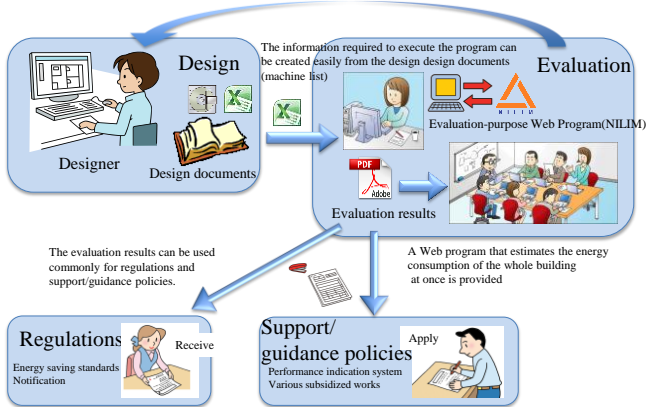 Design
Designer
Design documents
The information required to execute the program can
be created easily from the design design documents
(machine list)
Evaluation
NILIM
Evaluation-purpose Web Program(NILIM)
PDF
Adobe
Evaluation results
The evaluation results can be used
commonly for regulations and
support/guidance policies.
A Web program that estimates the energy
consumption of the whole building
at once is provided
Regulations
Receive
Energy saving standards
Notification
Support/
guidance policies
Apply
Performance indication system
Various subsidized works